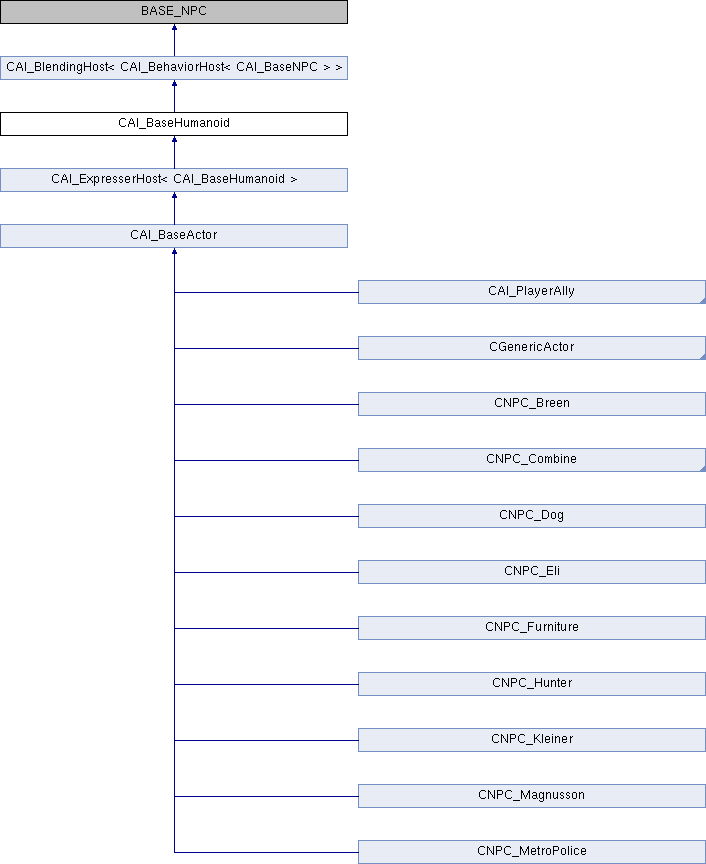 BASE_NPC
CAI_BlendingHost< CAI_BehaviorHost< CAI_BaseNPC > >
CAI_BaseHumanoid
CAI_ExpresserHost< CAI_BaseHumanoid >
CAI_BaseActor
CAI_PlayerAlly
CGenericActor
CNPC_Breen
CNPC_Combine
CNPC_Dog
CNPC_Eli
CNPC_Furniture
CNPC_Hunter
CNPC_Kleiner
CNPC_Magnusson
CNPC_MetroPolice